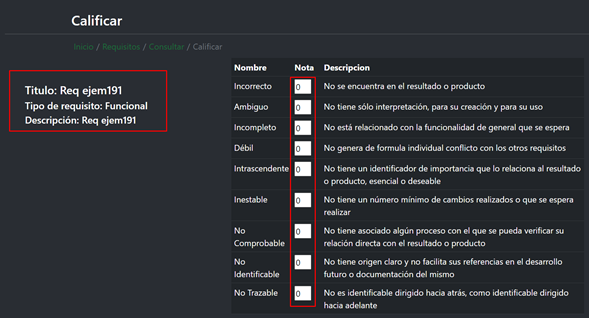 Calificar
Inicio / Requisitos / Consultar / Calificar
Titulo: Req ejem191
Tipo de requisito: Funcional
Descripción: Req ejem191
Nombre Nota Descripcion
Incorrecto 0 No se encuentra en el resultado o producto
Ambiguo 0 No tiene sólo interpretación, para su creación y para su uso
Incompleto 0 No está relacionado con la funcionalidad de general que se espera
Débil 0 No genera de formula individual conflicto con los otros requisitos
Intrascendente 0 No tiene un identificador de importancia que lo relaciona al resultado
o producto, esencial o deseable
Inestable 0 No tiene un número mínimo de cambios realizados o que se espera
realizar
No
Comprobable 0 No tiene asociado algún proceso con el que se pueda verificar su
relación directa con el resultado o producto
No
Identificable 0 No tiene origen claro y no facilita sus referencias en el desarrollo
futuro o documentación del mismo
No Trazable 0 No es identificable dirigido hacia atrás, como identificable dirigido
hacia adelante